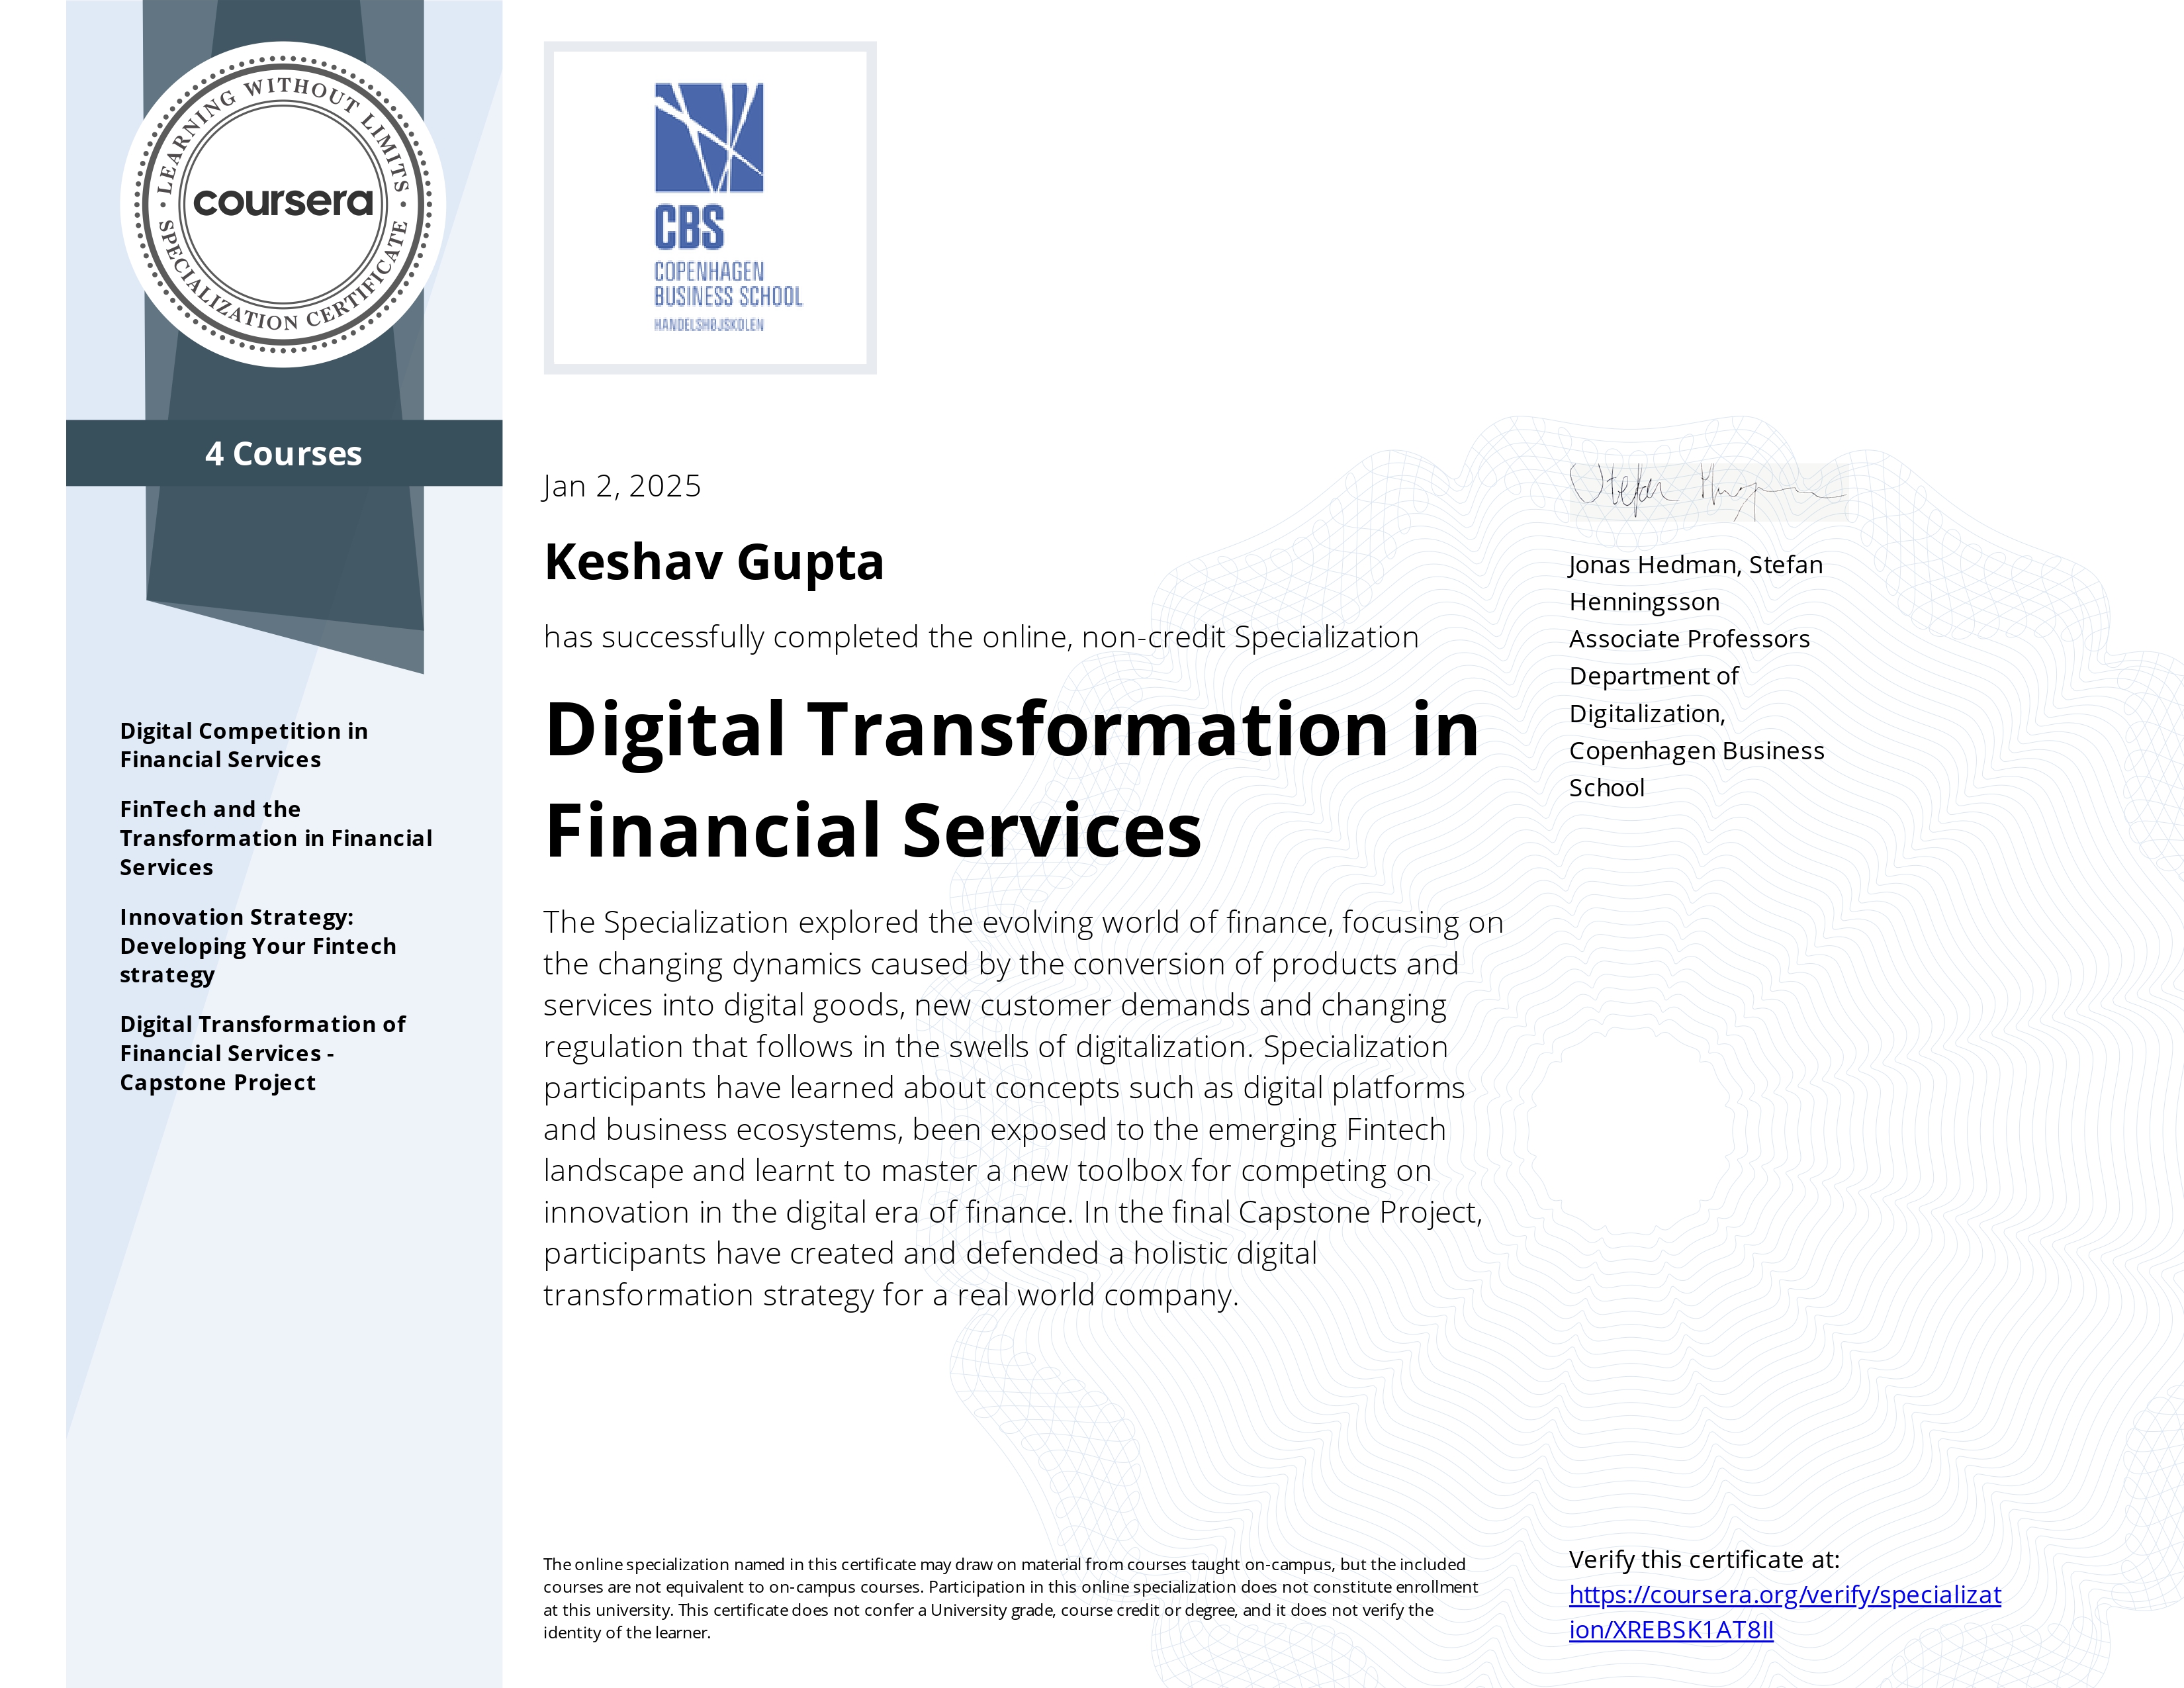 LEARNING WITHOUT LIMITS
coursera
SPECIALIZATION CERTIFICATE
4 Courses
Digital Competition in
Financial Services
FinTech and the
Transformation in Financial
Services
Innovation Strategy:
Developing Your Fintech
strategy
Digital Transformation of
Financial Services -
Capstone Project
CBS
COPENHAGEN
BUSINESS SCHOOL
HANDELSHØJSKOLEN
Jan 2, 2025
Keshav Gupta
has successfully completed the online, non-credit Specialization
Digital Transformation in
Financial Services
The Specialization explored the evolving world of finance, focusing on
the changing dynamics caused by the conversion of products and
services into digital goods, new customer demands and changing
regulation that follows in the swells of digitalization. Specialization
participants have learned about concepts such as digital platforms
and business ecosystems, been exposed to the emerging Fintech
landscape and learnt to master a new toolbox for competing on
innovation in the digital era of finance. In the final Capstone Project,
participants have created and defended a holistic digital
transformation strategy for a real world company.
Jonas Hedman, Stefan
Henningsson
Associate Professors
Department of
Digitalization,
Copenhagen Business
School
The online specialization named in this certificate may draw on material from courses taught on-campus, but the included
courses are not equivalent to on-campus courses. Participation in this online specialization does not constitute enrollment
at this university. This certificate does not confer a University grade, course credit or degree, and it does not verify the
identity of the learner.
Verify this certificate at:
https://coursera.org/verify/specializat
ion/XREBSK1AT8II